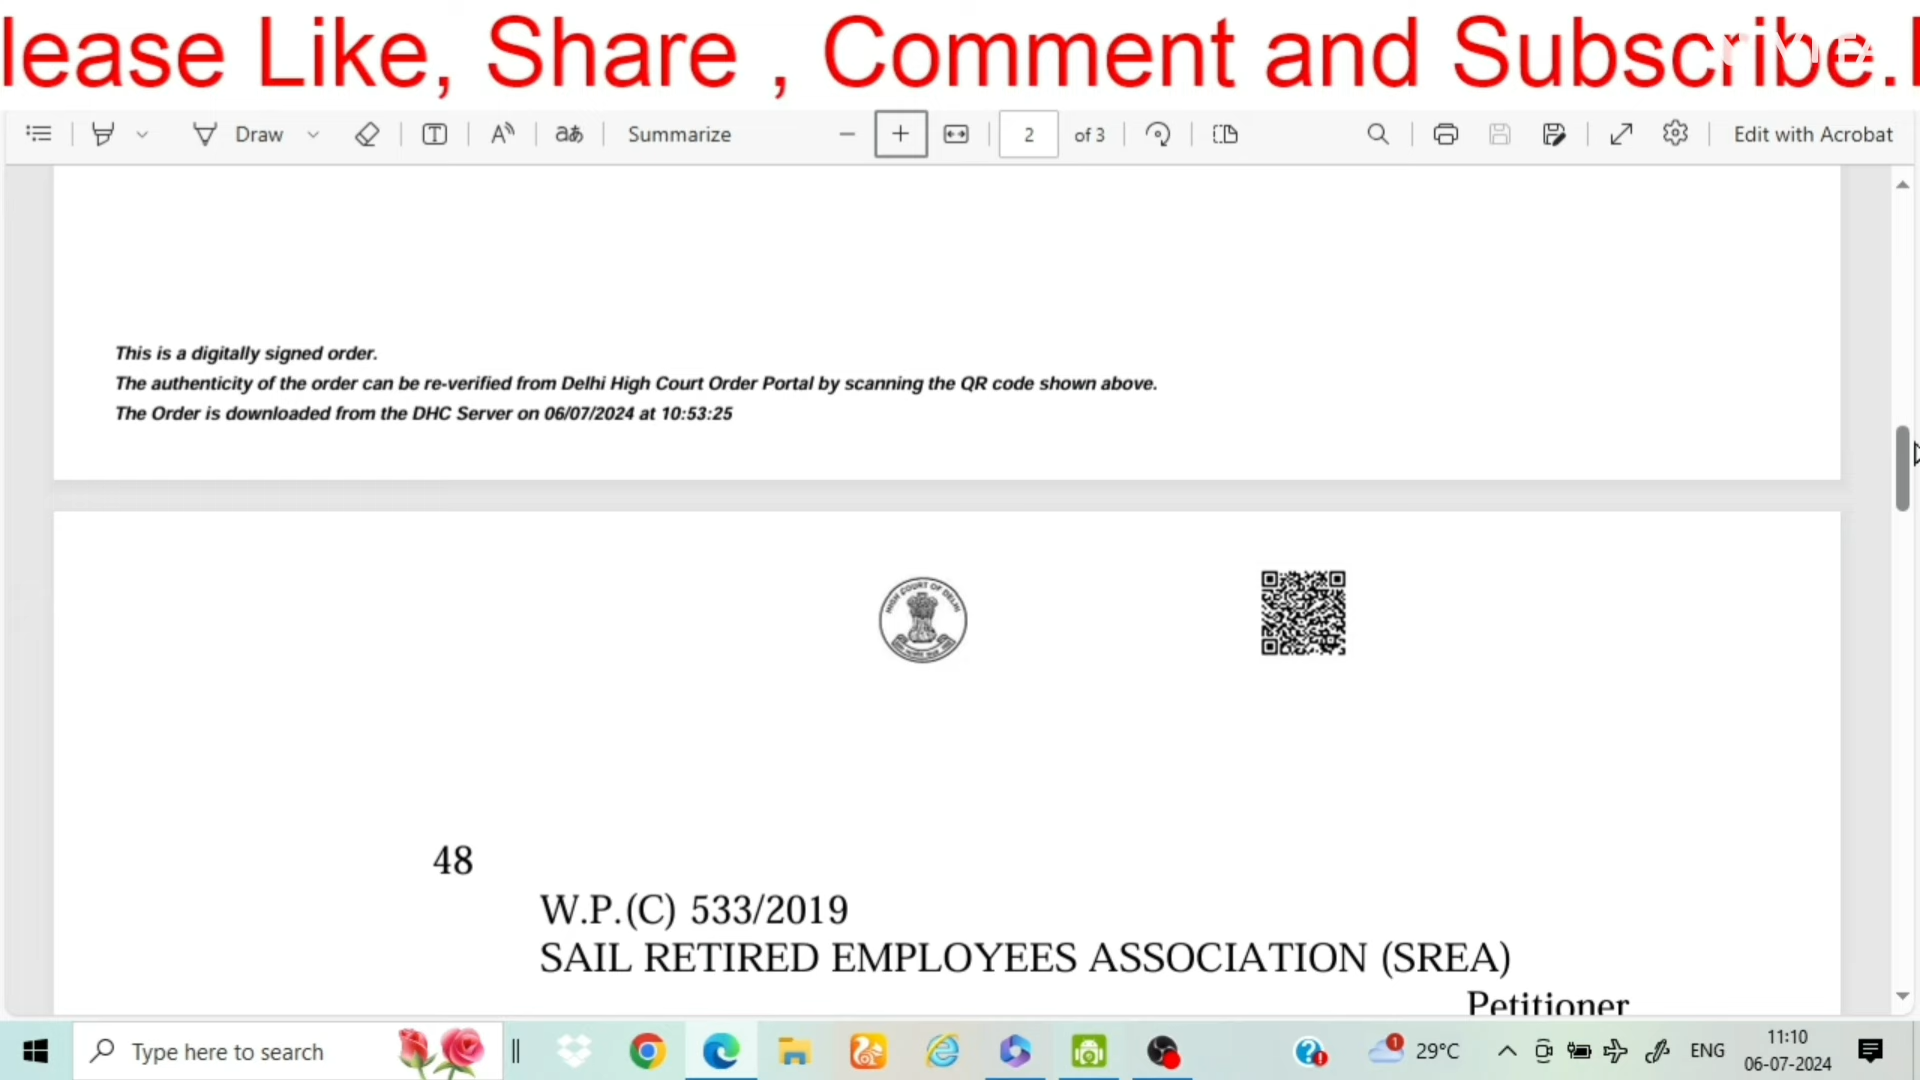 lease Like, Share , Comment and Subscribe.
Draw
Summarize
2 of 3
Edit with Acrobat
This is a digitally signed order.
The authenticity of the order can be re-verified from Delhi High Court Order Portal by scanning the QR code shown above.
The Order is downloaded from the DHC Server on 06/07/2024 at 10:53:25
HIGH COURT OF DELHI
48
W.P.(C) 533/2019
SAIL RETIRED EMPLOYEES ASSOCIATION (SREA)
Petitioner
Type here to search
29°C
ENG
11:10
06-07-2024